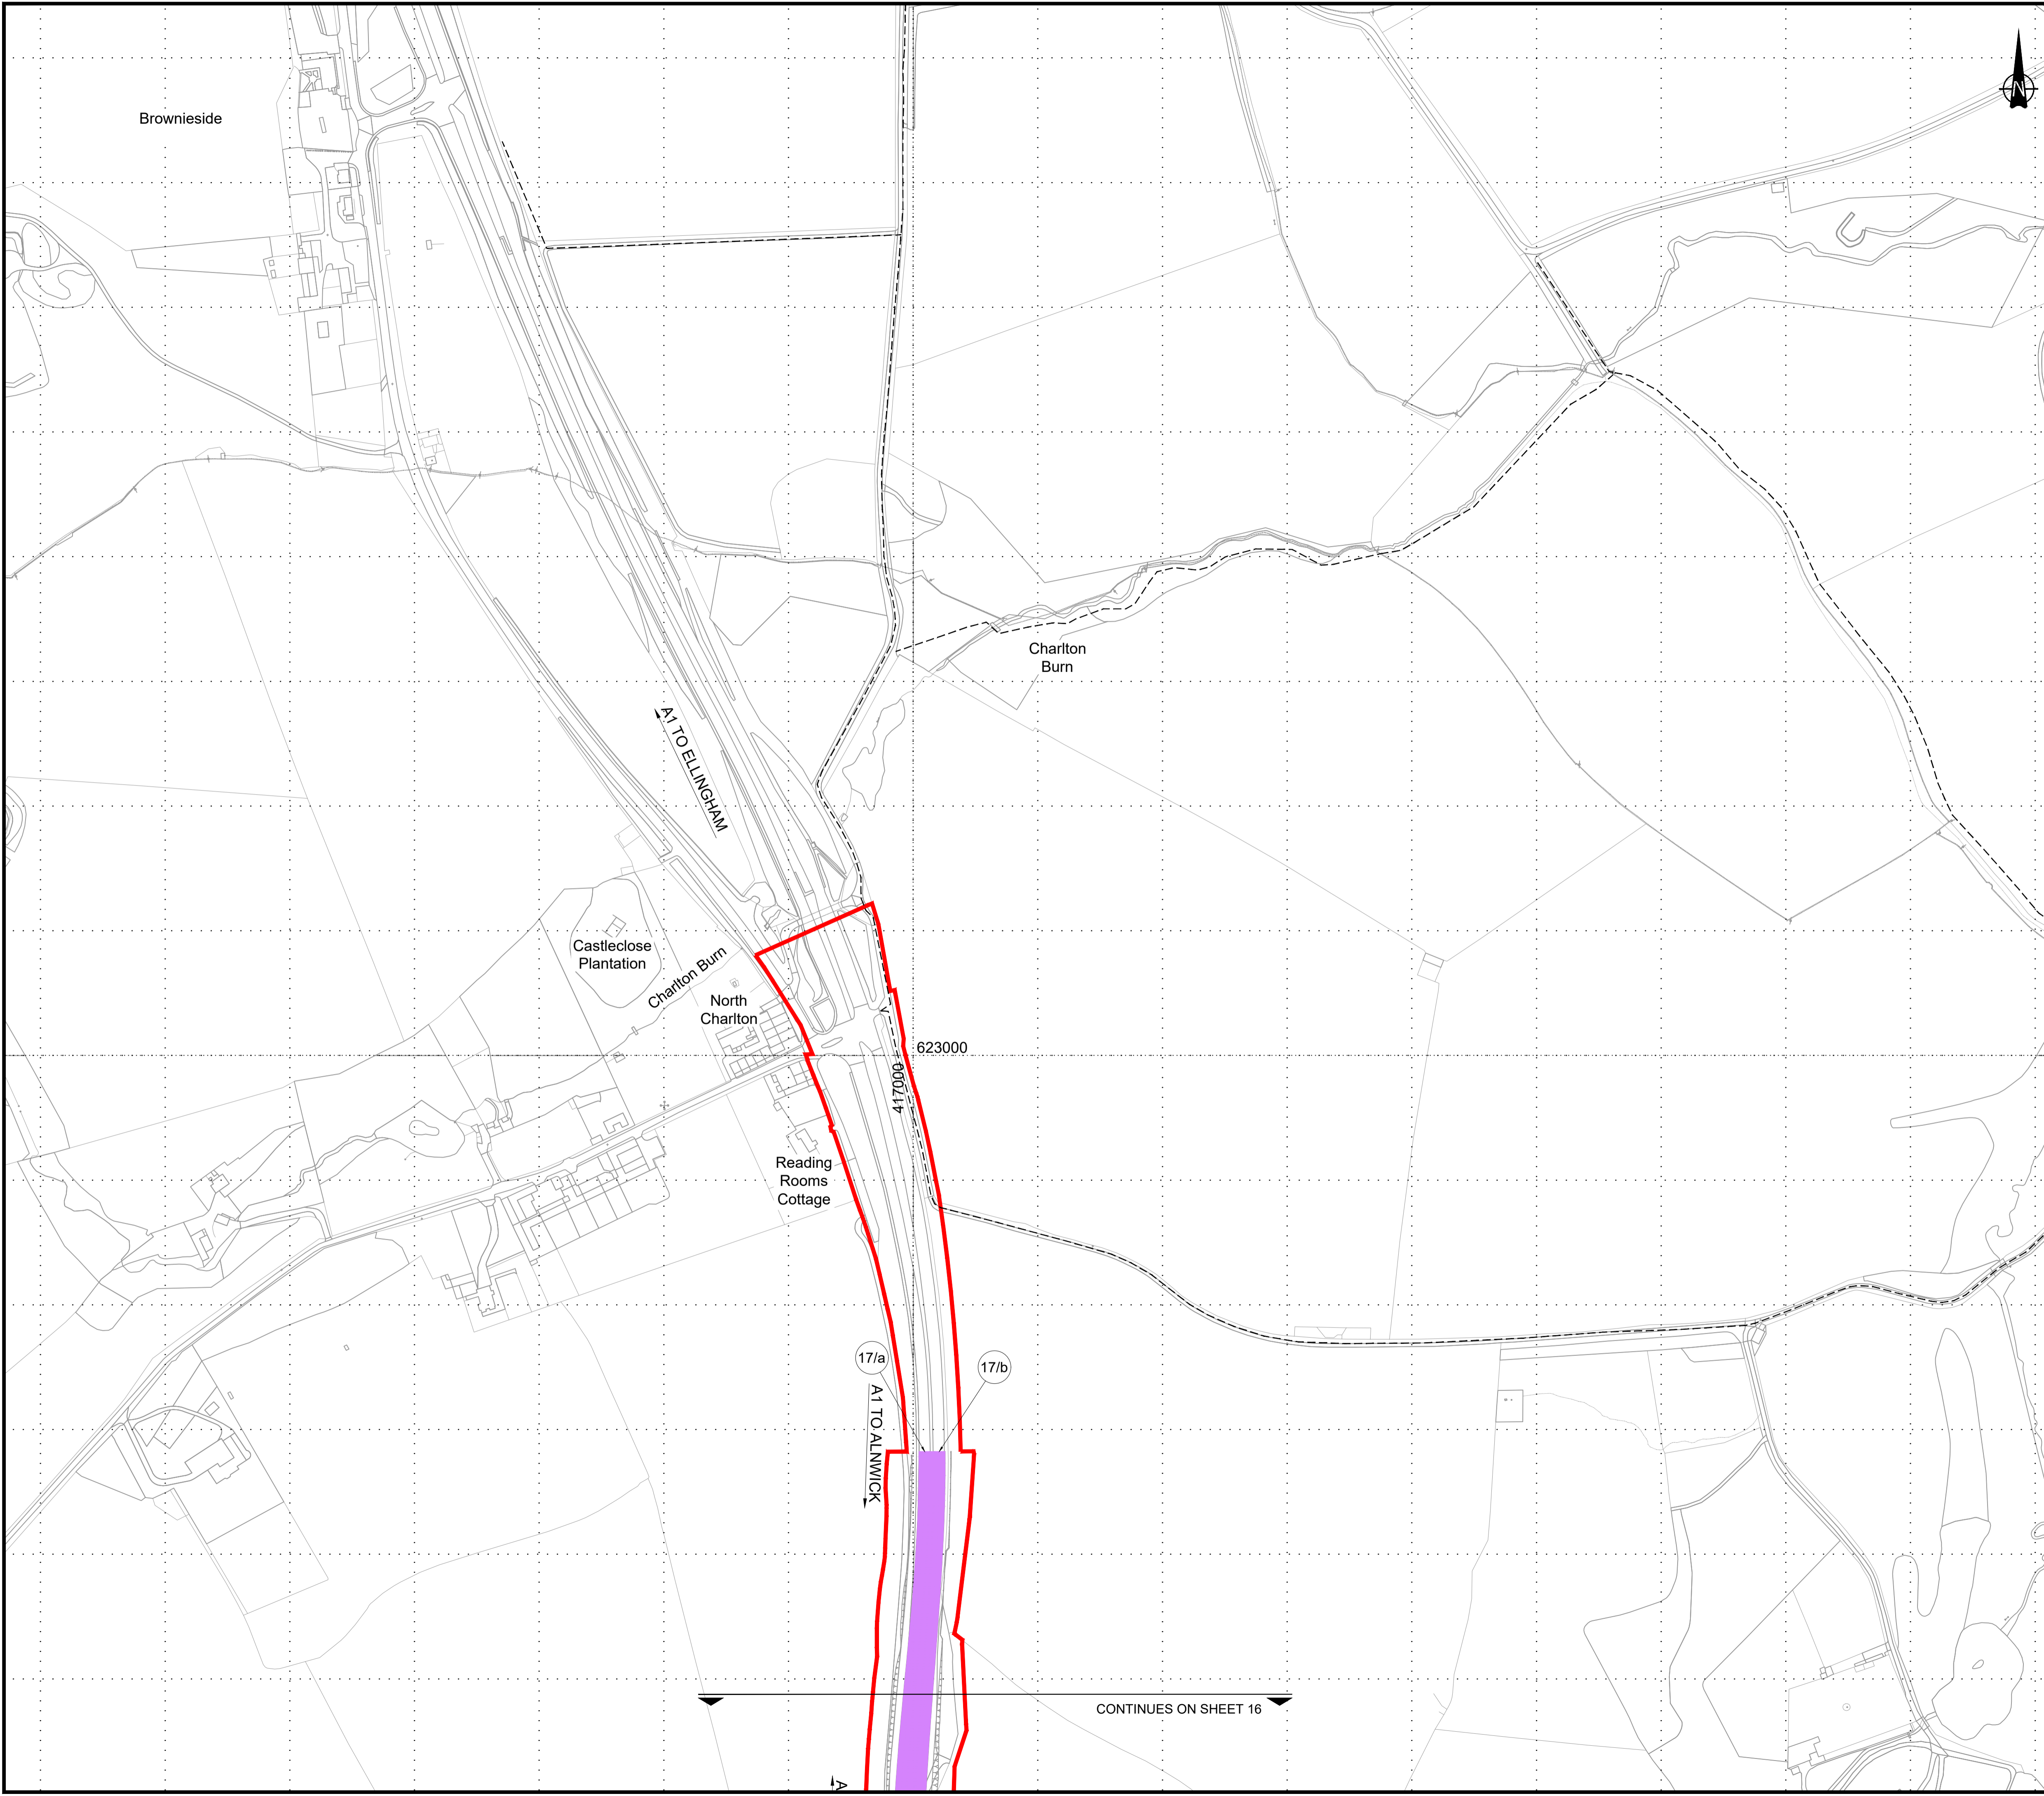 N
Brownieside
Charlton
Burn
A1 TO ELLINGHAM
Castleclose
Plantation
Charlton Burn
North
Charlton
623000
417000
Reading
Rooms
Cottage
17/a
17/b
A1 TO ALNWICK
CONTINUES ON SHEET 16
A